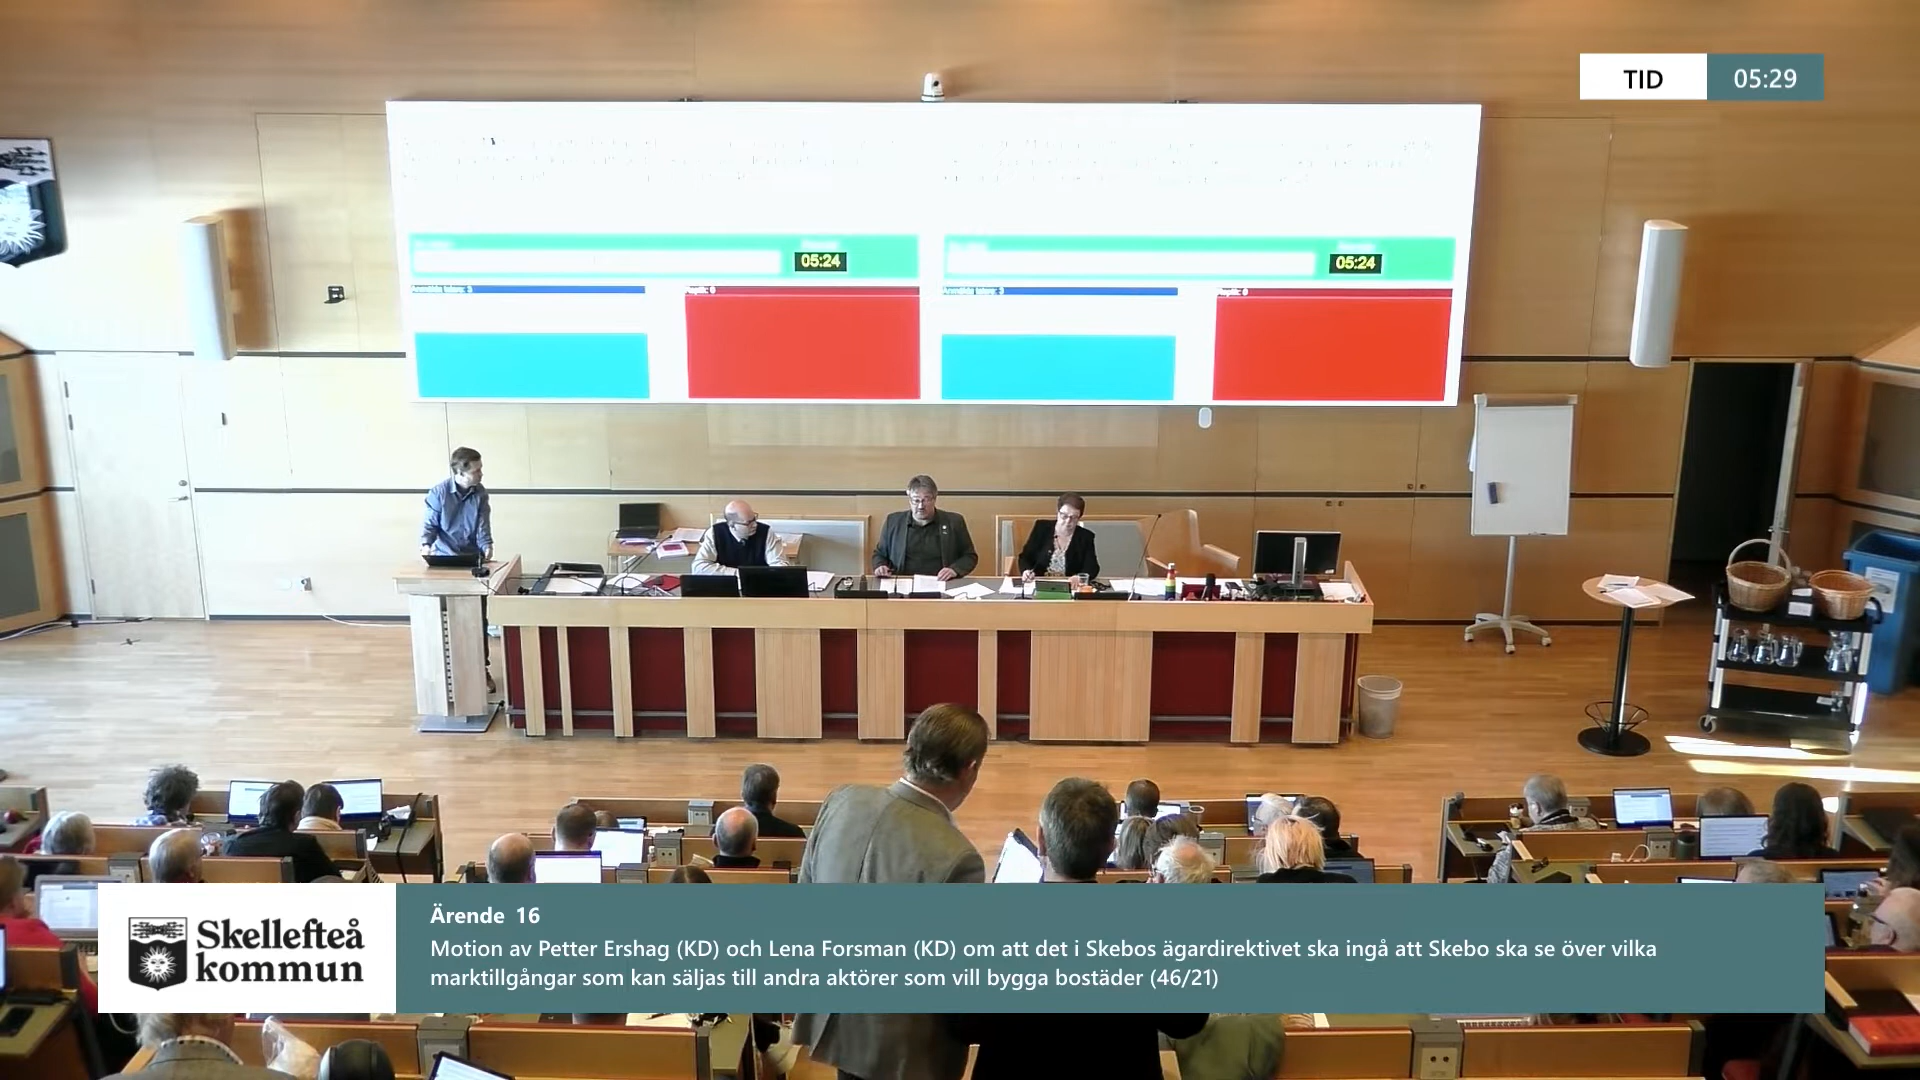 TID 05:29
05:24 05:24
Skellefteå
kommun
Ärende 16
Motion av Petter Ershag (KD) och Lena Forsman (KD) om att det i Skebos ägardirektivet ska ingå att Skebo ska se över vilka
marktillgångar som kan säljas till andra aktörer som vill bygga bostäder (46/21)